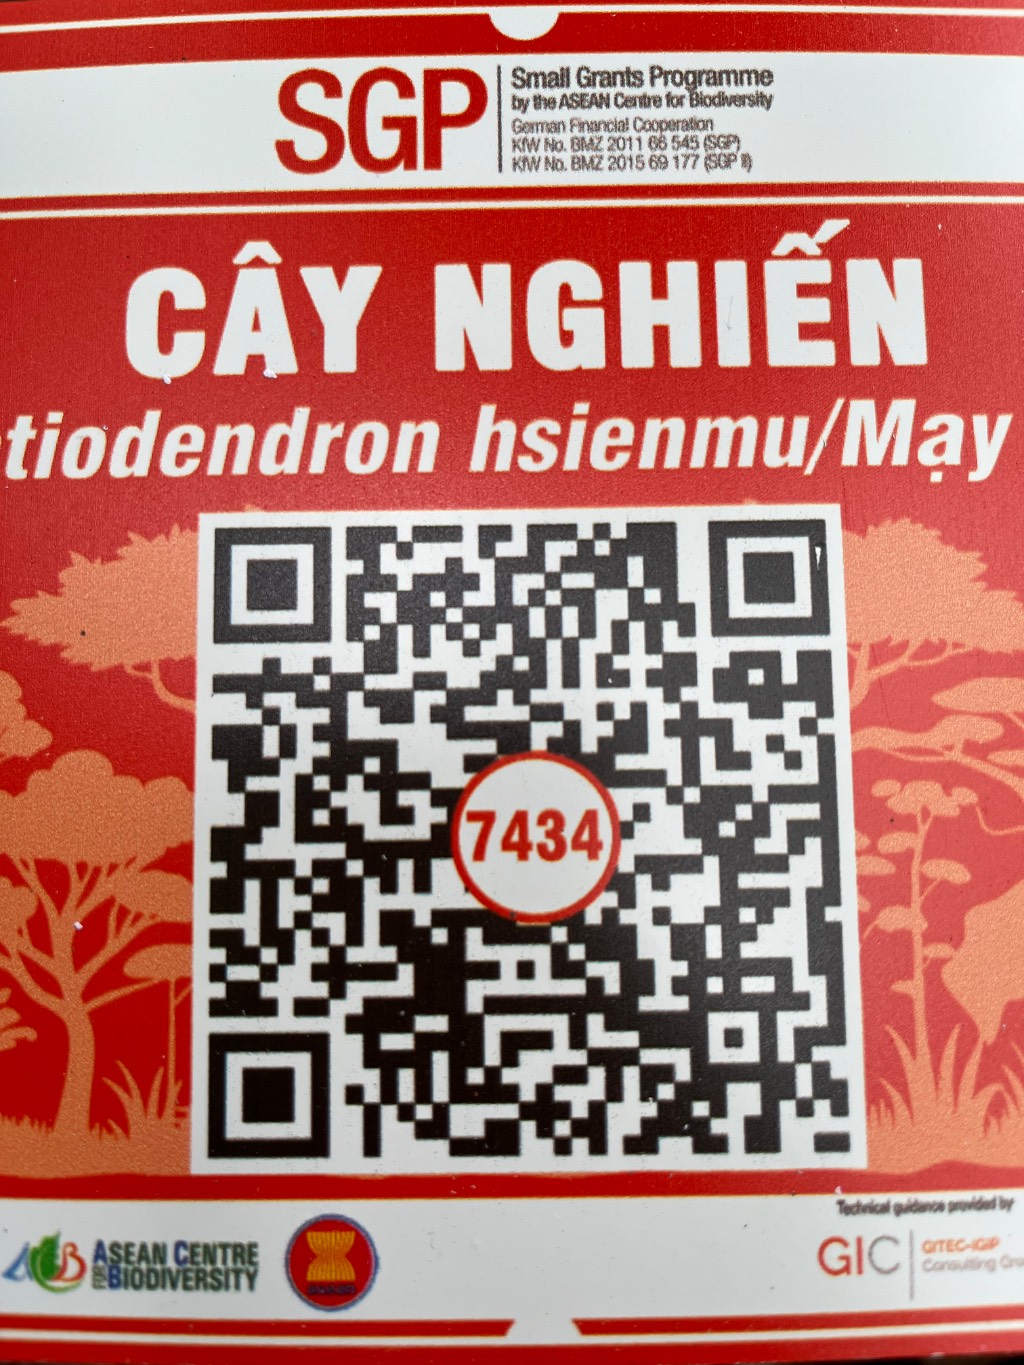 SGP
Small Grants Programme
by the ASEAN Centre for Biodiversity
German Financial Cooperation
KfW No. BMZ 2011 66 545 (SGP)
KfW No. BMZ 2015 69 177 (SGP II)
CÂY NGHIẾN
tiodendron hsienmu/Mạy
7434
ACB
ASEAN CENTRE
FOR BIODIVERSITY
Technical guidance provided by
GIC
GITEC-IGIP
Consulting Gro